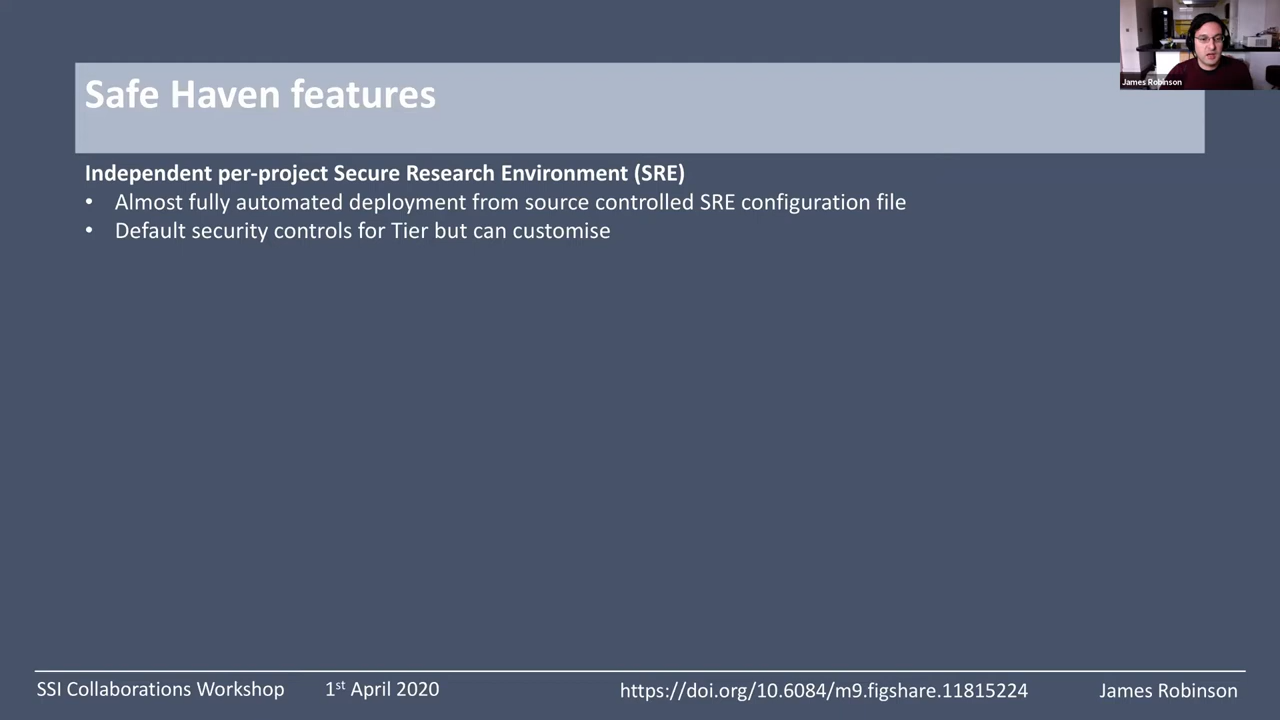 James Robinson
Safe Haven features
Independent per-project Secure Research Environment (SRE)
• Almost fully automated deployment from source controlled SRE configuration file
• Default security controls for Tier but can customise
SSI Collaborations Workshop 1st April 2020 https://doi.org/10.6084/m9.figshare.11815224 James Robinson